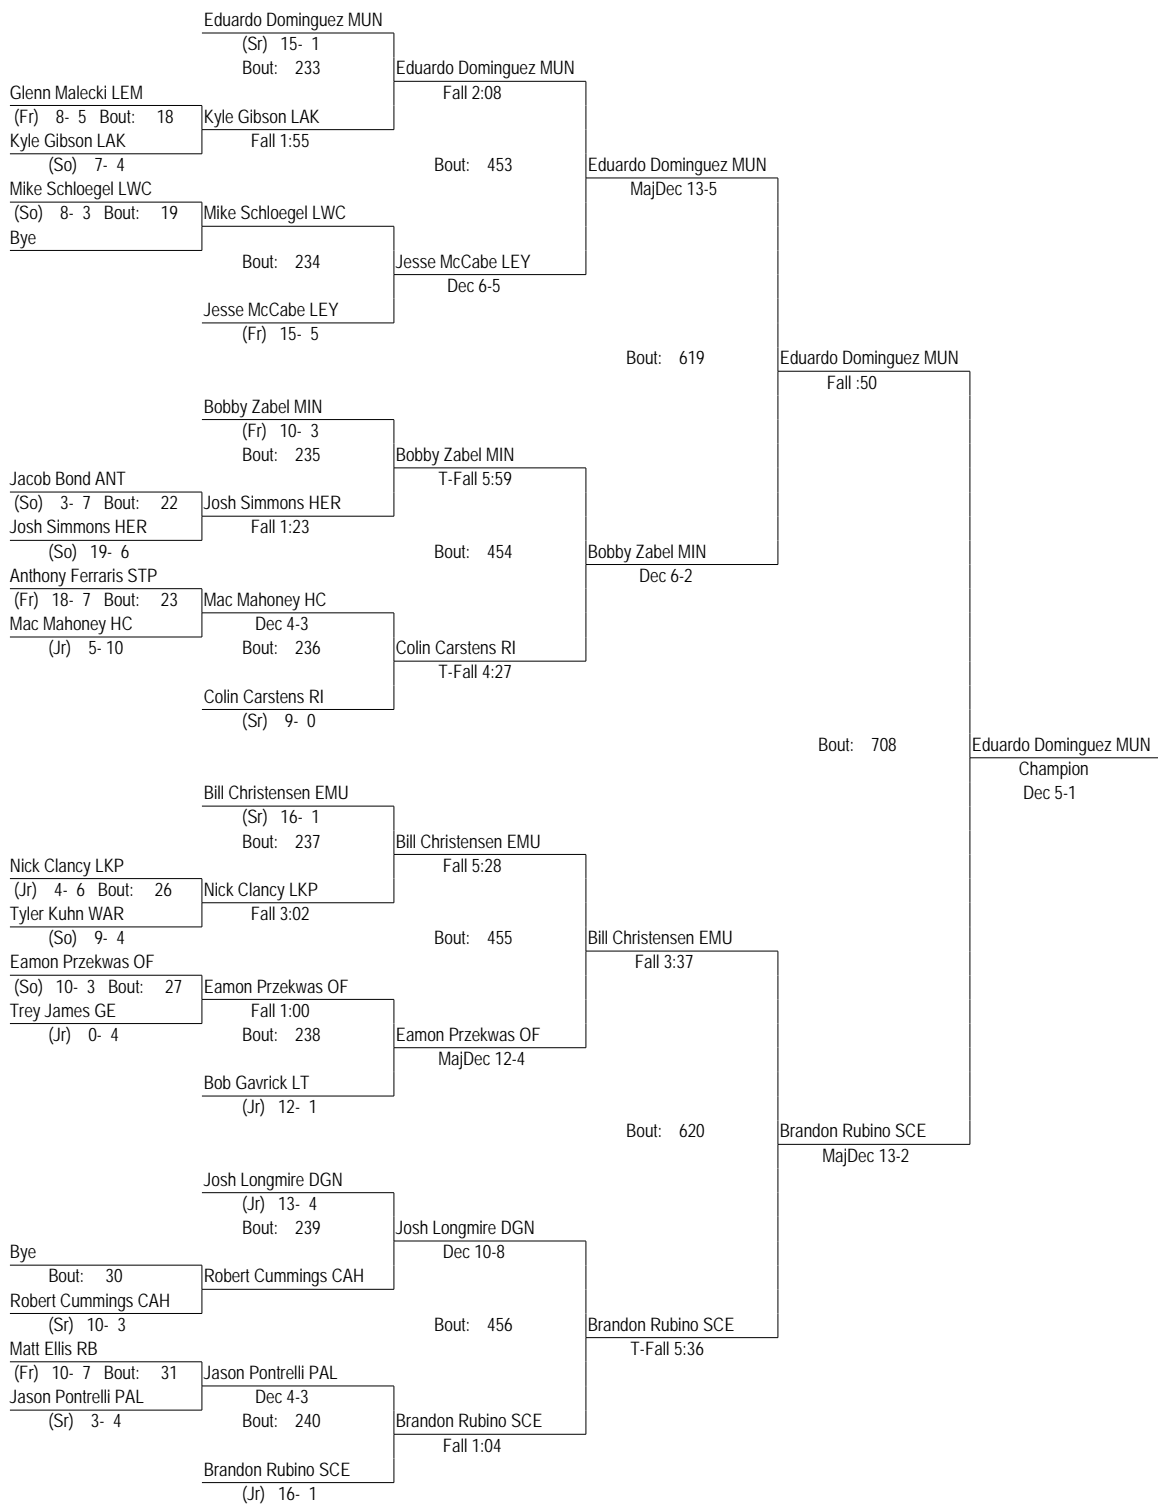 Eduardo Dominguez MUN
(Sr) 15- 1
Bout: 233
Eduardo Dominguez MUN
Fall 2:08
Glenn Malecki LEM
(Fr) 8- 5 Bout: 18
Kyle Gibson LAK
Fall 1:55
Kyle Gibson LAK
(So) 7- 4
Bout: 453
Eduardo Dominguez MUN
MajDec 13-5
Mike Schloegel LWC
(So) 8- 3 Bout: 19
Mike Schloegel LWC
Bye
Bout: 234
Jesse McCabe LEY
Dec 6-5
Jesse McCabe LEY
(Fr) 15- 5
Bout: 619
Eduardo Dominguez MUN
Fall :50
Bobby Zabel MIN
(Fr) 10- 3
Bout: 235
Bobby Zabel MIN
T-Fall 5:59
Jacob Bond ANT
(So) 3- 7 Bout: 22
Josh Simmons HER
Fall 1:23
Josh Simmons HER
(So) 19- 6
Bout: 454
Bobby Zabel MIN
Dec 6-2
Anthony Ferraris STP
(Fr) 18- 7 Bout: 23
Mac Mahoney HC
Dec 4-3
Mac Mahoney HC
(Jr) 5- 10
Bout: 236
Colin Carstens RI
T-Fall 4:27
Colin Carstens RI
(Sr) 9- 0
Bout: 708
Eduardo Dominguez MUN
Champion
Dec 5-1
Bill Christensen EMU
(Sr) 16- 1
Bout: 237
Bill Christensen EMU
Fall 5:28
Nick Clancy LKP
(Jr) 4- 6 Bout: 26
Nick Clancy LKP
Fall 3:02
Tyler Kuhn WAR
(So) 9- 4
Bout: 455
Bill Christensen EMU
Fall 3:37
Eamon Przekwas OF
(So) 10- 3 Bout: 27
Eamon Przekwas OF
Fall 1:00
Trey James GE
(Jr) 0- 4
Bout: 238
Eamon Przekwas OF
MajDec 12-4
Bob Gavrick LT
(Jr) 12- 1
Bout: 620
Brandon Rubino SCE
MajDec 13-2
Josh Longmire DGN
(Jr) 13- 4
Bout: 239
Josh Longmire DGN
Dec 10-8
Bye
Bout: 30
Robert Cummings CAH
Robert Cummings CAH
(Sr) 10- 3
Bout: 456
Brandon Rubino SCE
T-Fall 5:36
Matt Ellis RB
(Fr) 10- 7 Bout: 31
Jason Pontrelli PAL
Dec 4-3
Jason Pontrelli PAL
(Sr) 3- 4
Bout: 240
Brandon Rubino SCE
Fall 1:04
Brandon Rubino SCE
(Jr) 16- 1